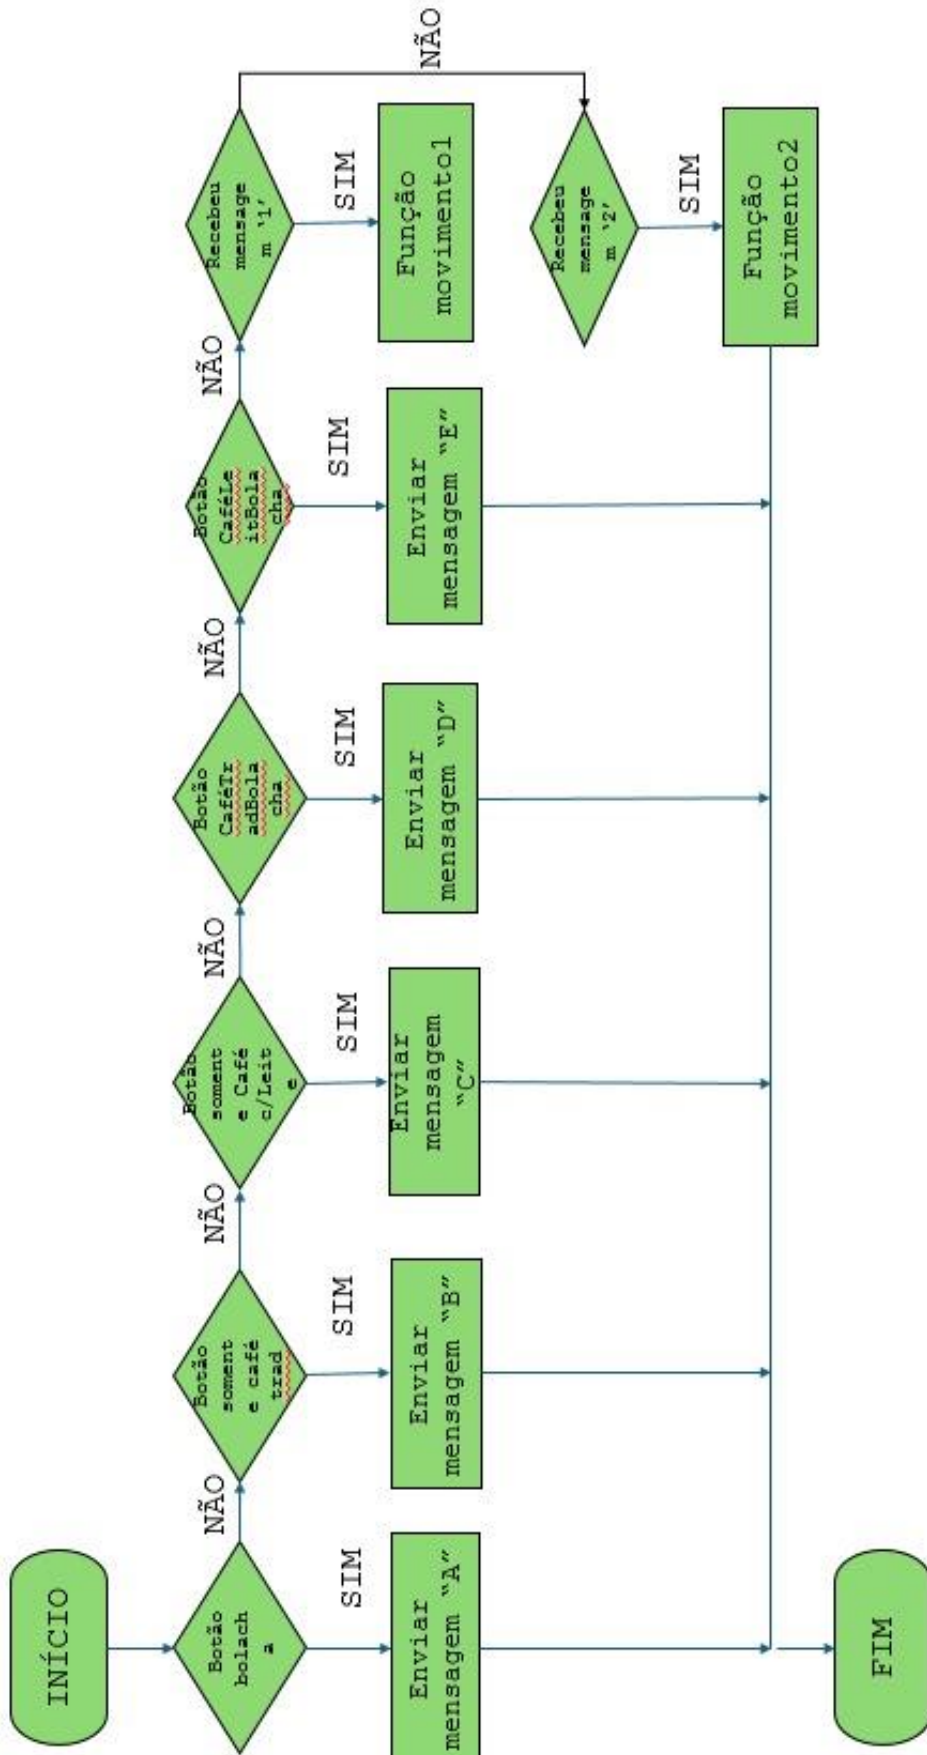 INÍCIO
Botão
bolach
a
NÃO
SIM
Enviar
mensagem “A”
Botão
soment
e café
trad
NÃO
SIM
Enviar
mensagem “B”
Botão
soment
e Café
c/Leit
e
NÃO
SIM
Enviar
mensagem
“C”
Botão
CaféTr
adBola
cha
NÃO
SIM
Enviar
mensagem “D”
Botão
CaféLe
itBola
cha
NÃO
SIM
Enviar
mensagem “E”
Recebeu
mensage
m ‘1’
NÃO
SIM
Função
movimento1
Recebeu
mensage
m ‘2’
SIM
Função
movimento2
FIM